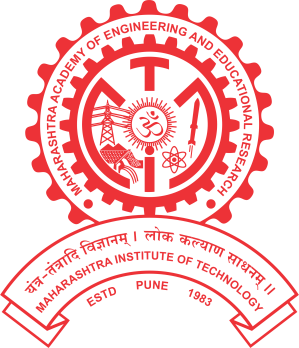 MAHARASHTRA ACADEMY OF ENGINEERING AND EDUCATIONAL RESEARCH
MIT
ॐ
यंत्र-तंत्रादि विज्ञानम् । लोक कल्याण साधनम् ॥
MAHARASHTRA INSTITUTE OF TECHNOLOGY
ESTD PUNE 1983